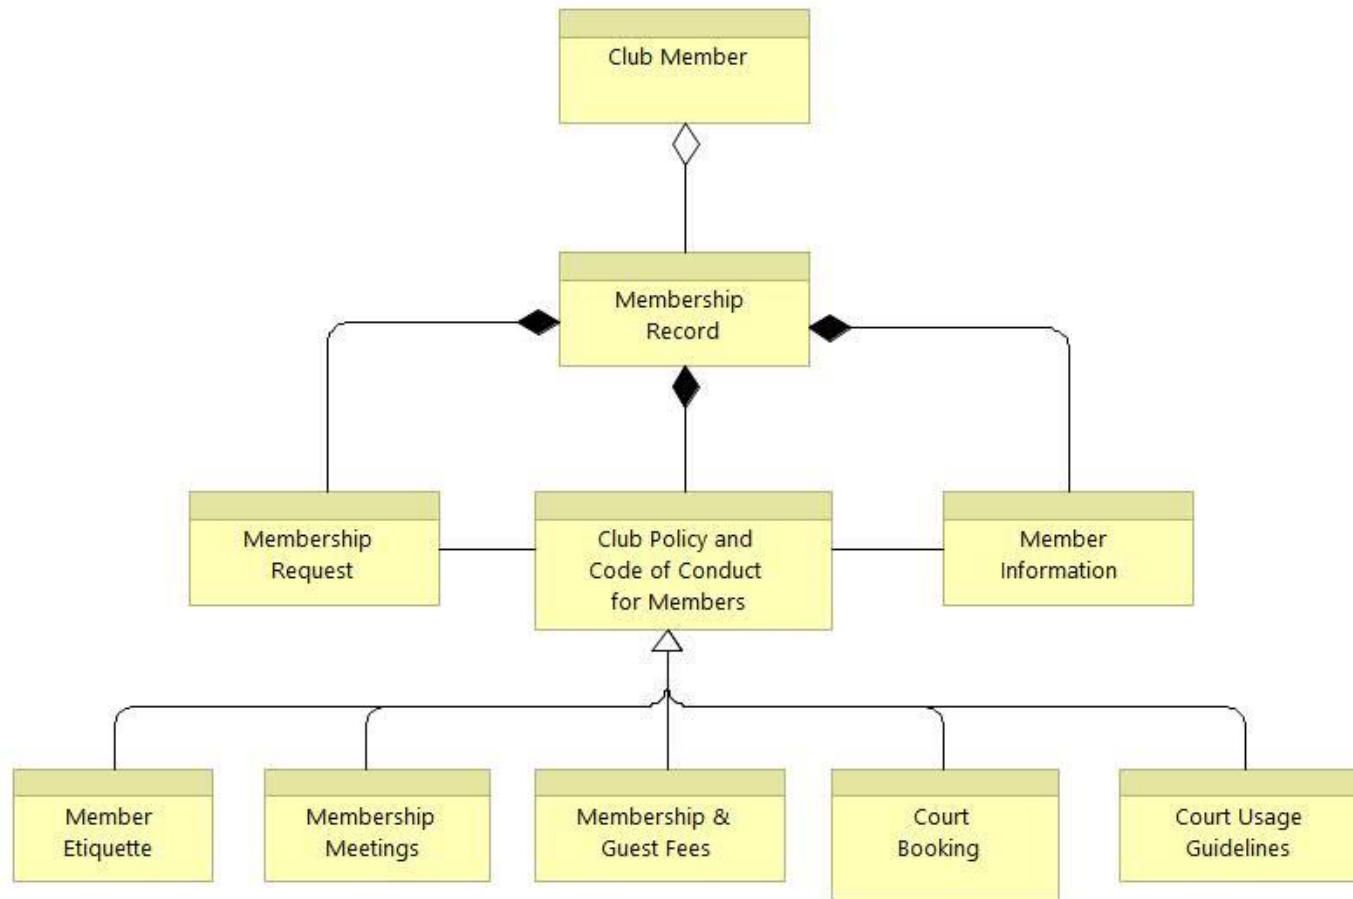 Club Member
Membership
Record
Membership
Request
Club Policy and
Code of Conduct
for Members
Member
Information
Member
Etiquette
Membership
Meetings
Membership &
Guest Fees
Court
Booking
Court Usage
Guidelines